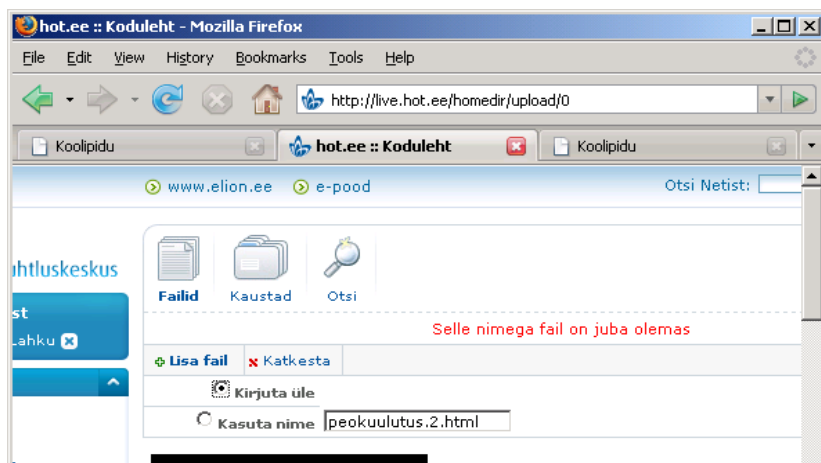 hot.ee :: Koduleht - Mozilla Firefox
File Edit View History Bookmarks Tools Help
http://live.hot.ee/homedir/upload/0
Koolipidu hot.ee :: Koduleht Koolipidu
www.elion.ee e-pood Otsi Netist:
uhtluskeskus
Failid Kaustad Otsi
st
Lahku
Selle nimega fail on juba olemas
Lisa fail Katkesta
Kirjuta üle
Kasuta nime peokuulutus.2.html